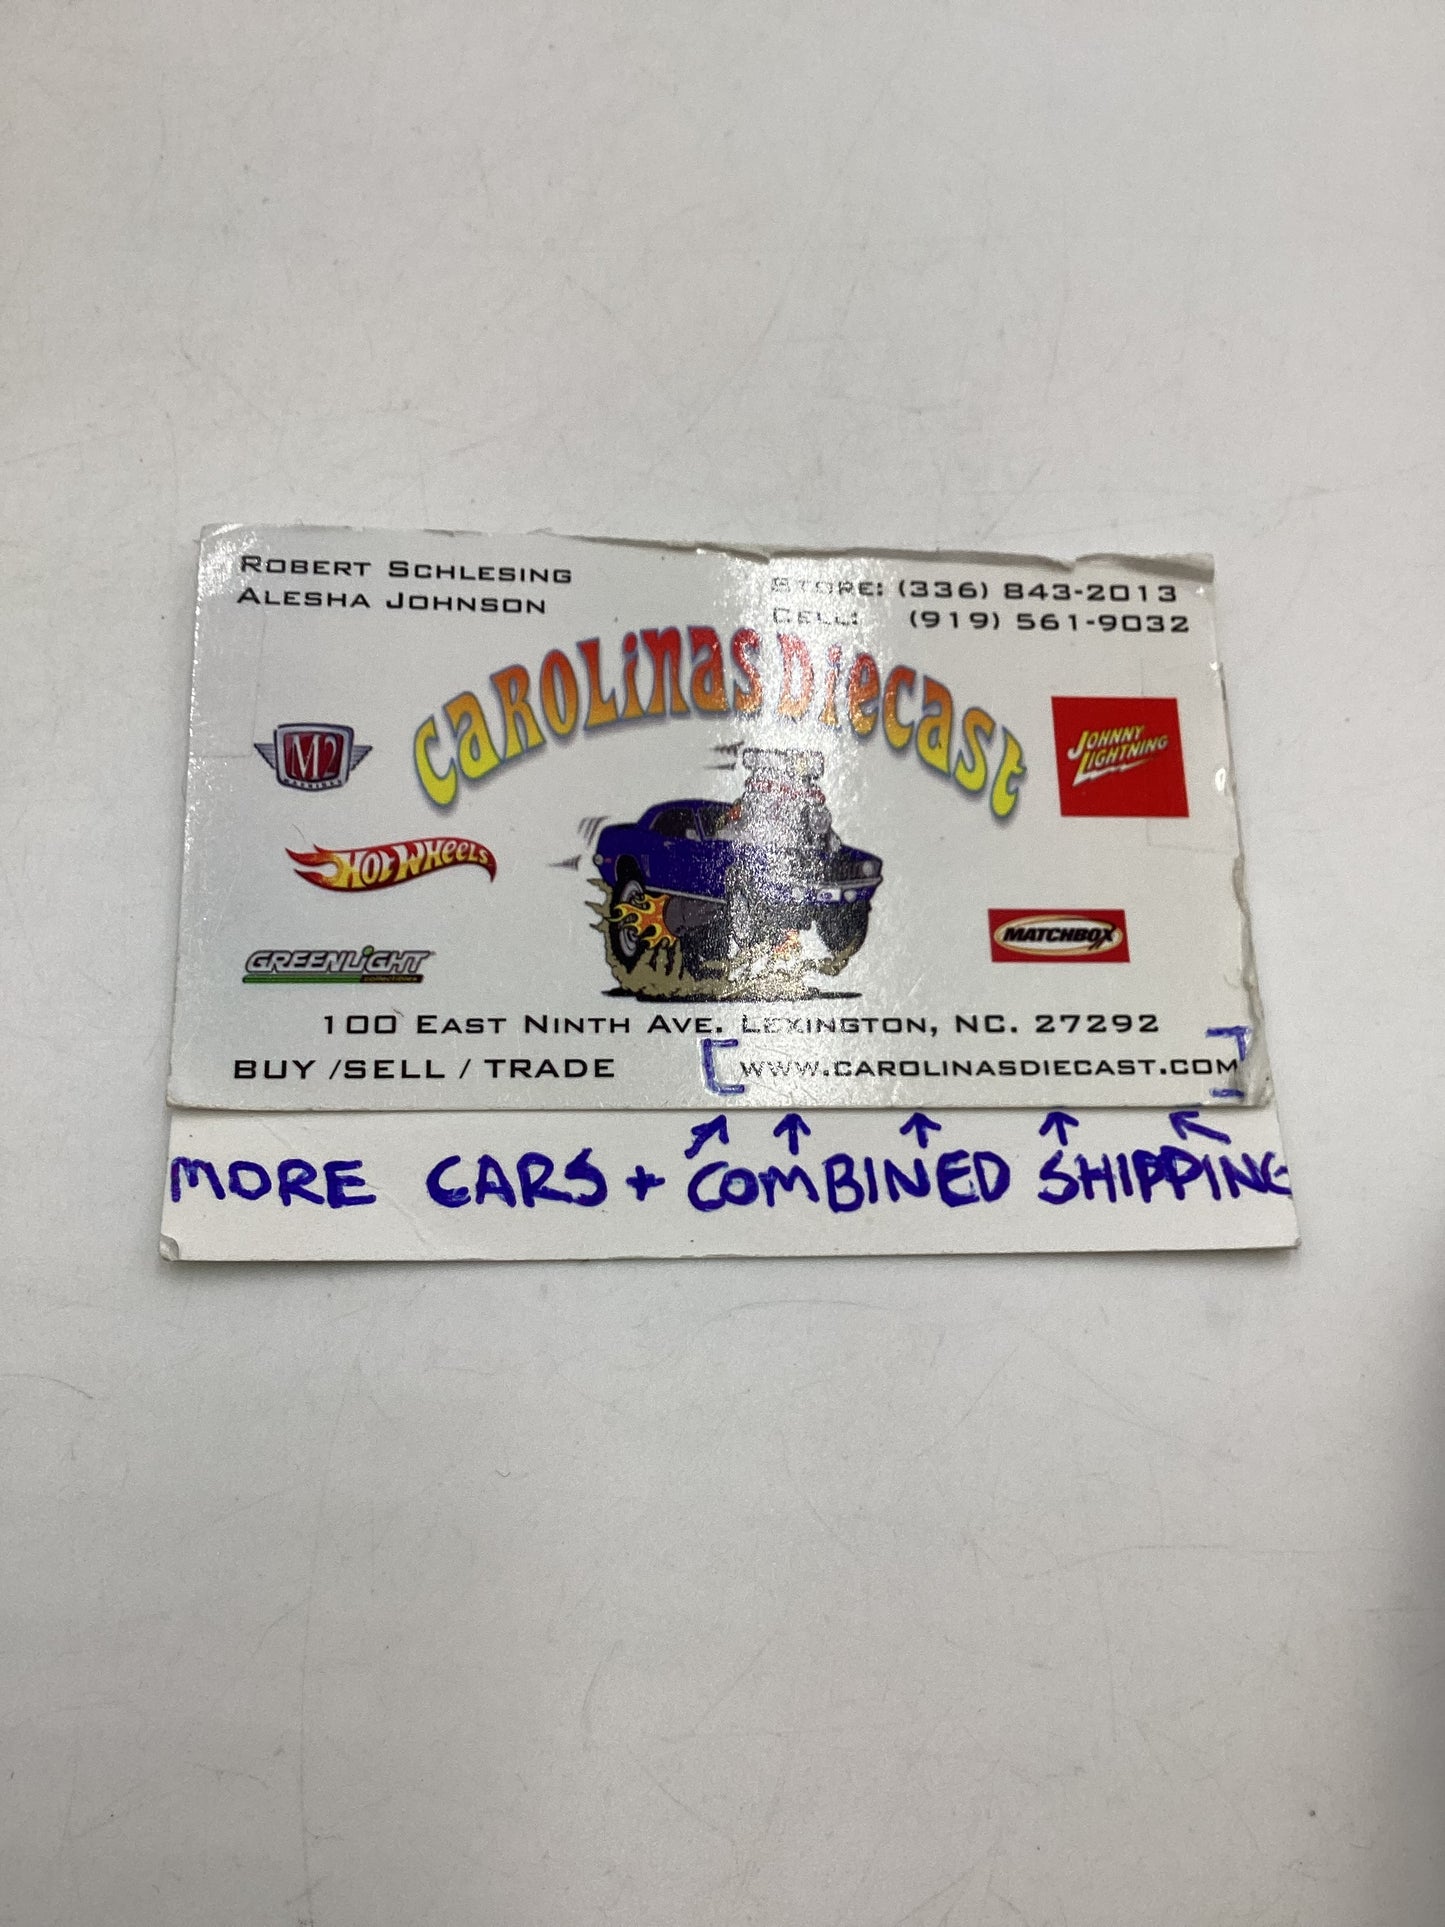 Robert Schlesing
Alesha Johnson
Store: (336) 843-2013
Cell: (919) 561-9032
Carolinas Diecast
M2
Johnny Lightning
Hot Wheels
Matchbox
Greenlight
100 East Ninth Ave. Lexington, NC. 27292
BUY /SELL / TRADE
www.carolinasdiecast.com
MORE CARS + COMBINED SHIPPING